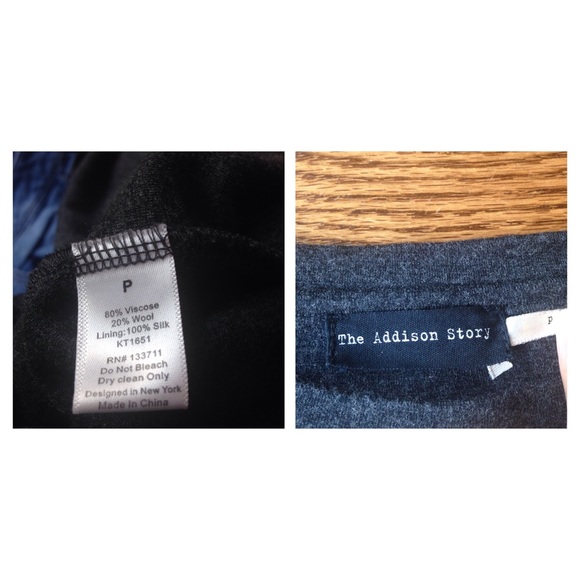 P
80% Viscose
20% Wool
Lining:100% Silk
KT1651
RN# 133711
Do Not Bleach
Dry clean Only
Designed in New York
Made in China
The Addison Story
P